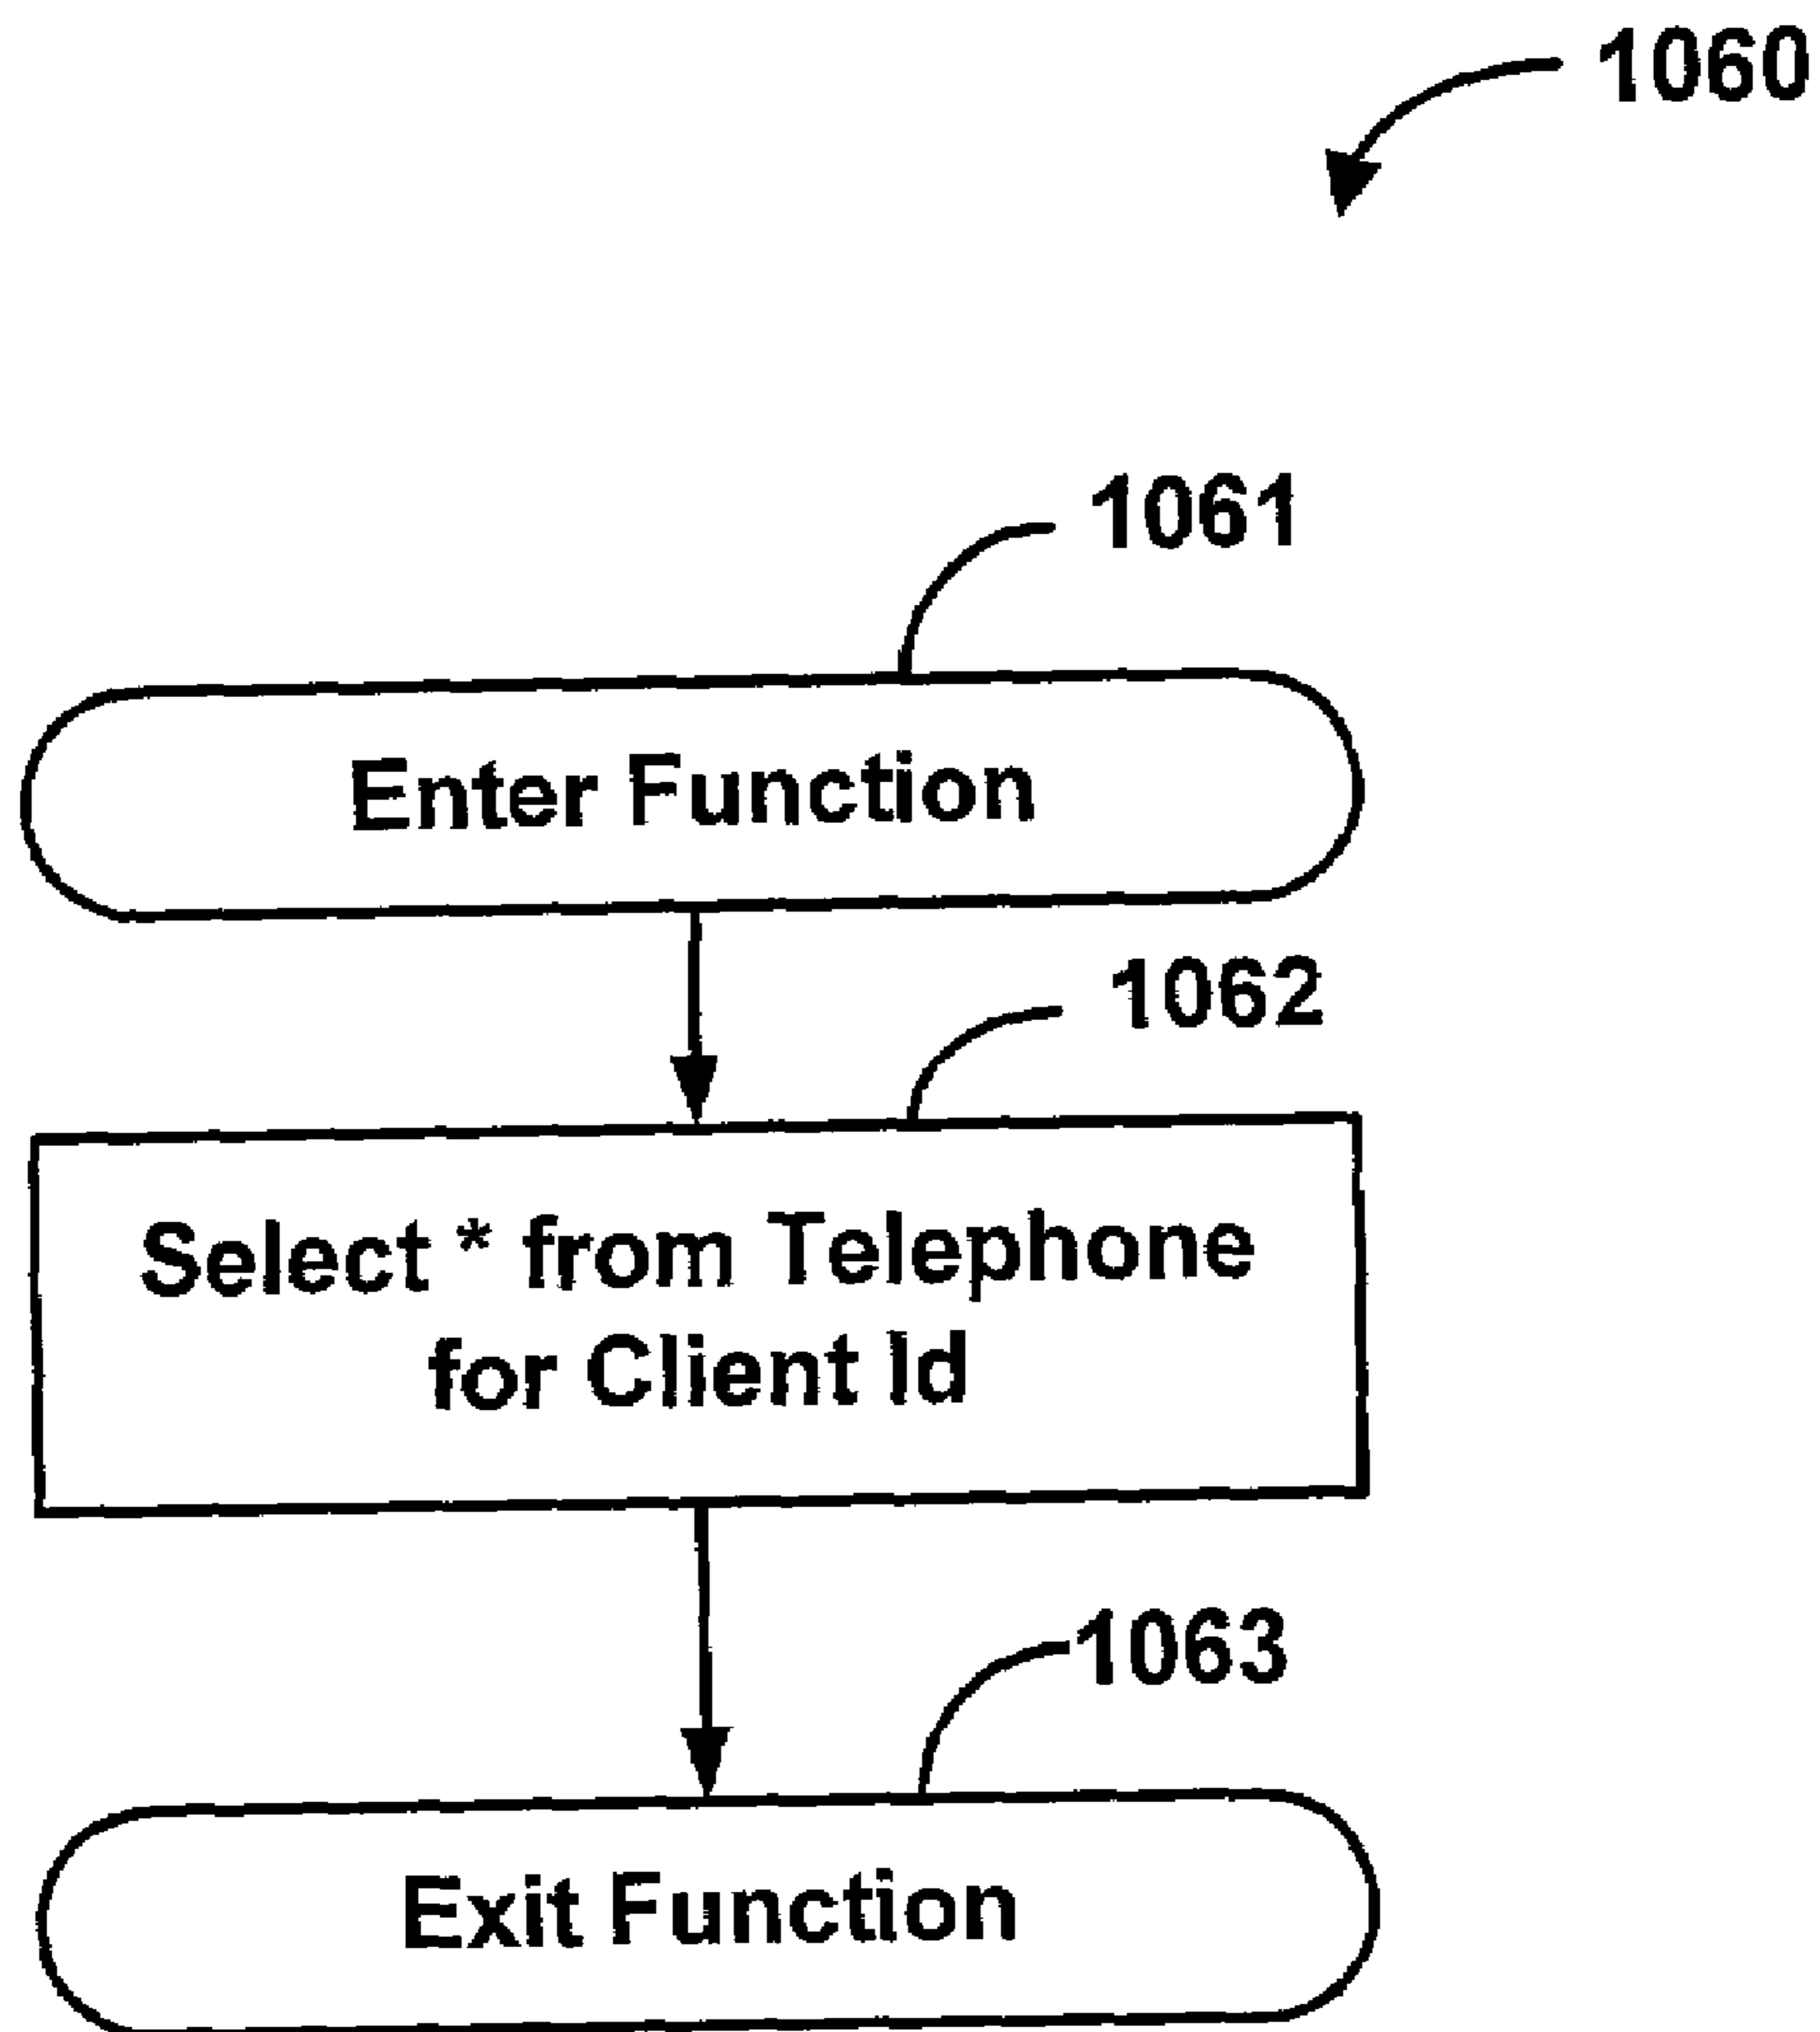 1060
1061
Enter Function
1062
Select * from Telephone
for Client Id
1063
Exit Function